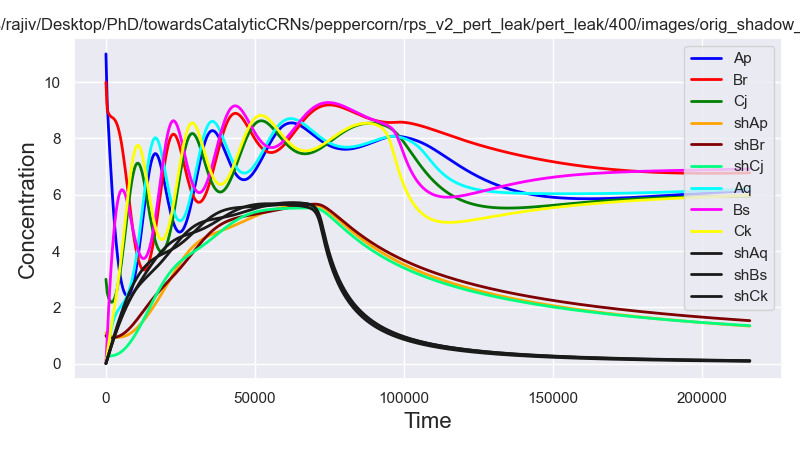 /rajiv/Desktop/PhD/towardsCatalyticCRNs/peppercorn/rps_v2_pert_leak/pert_leak/400/images/orig_shadow_
Concentration
10
8
6
4
2
0
0
50000
100000
150000
200000
Time
Ap
Br
Cj
shAp
shBr
shCj
Aq
Bs
Ck
shAq
shBs
shCk